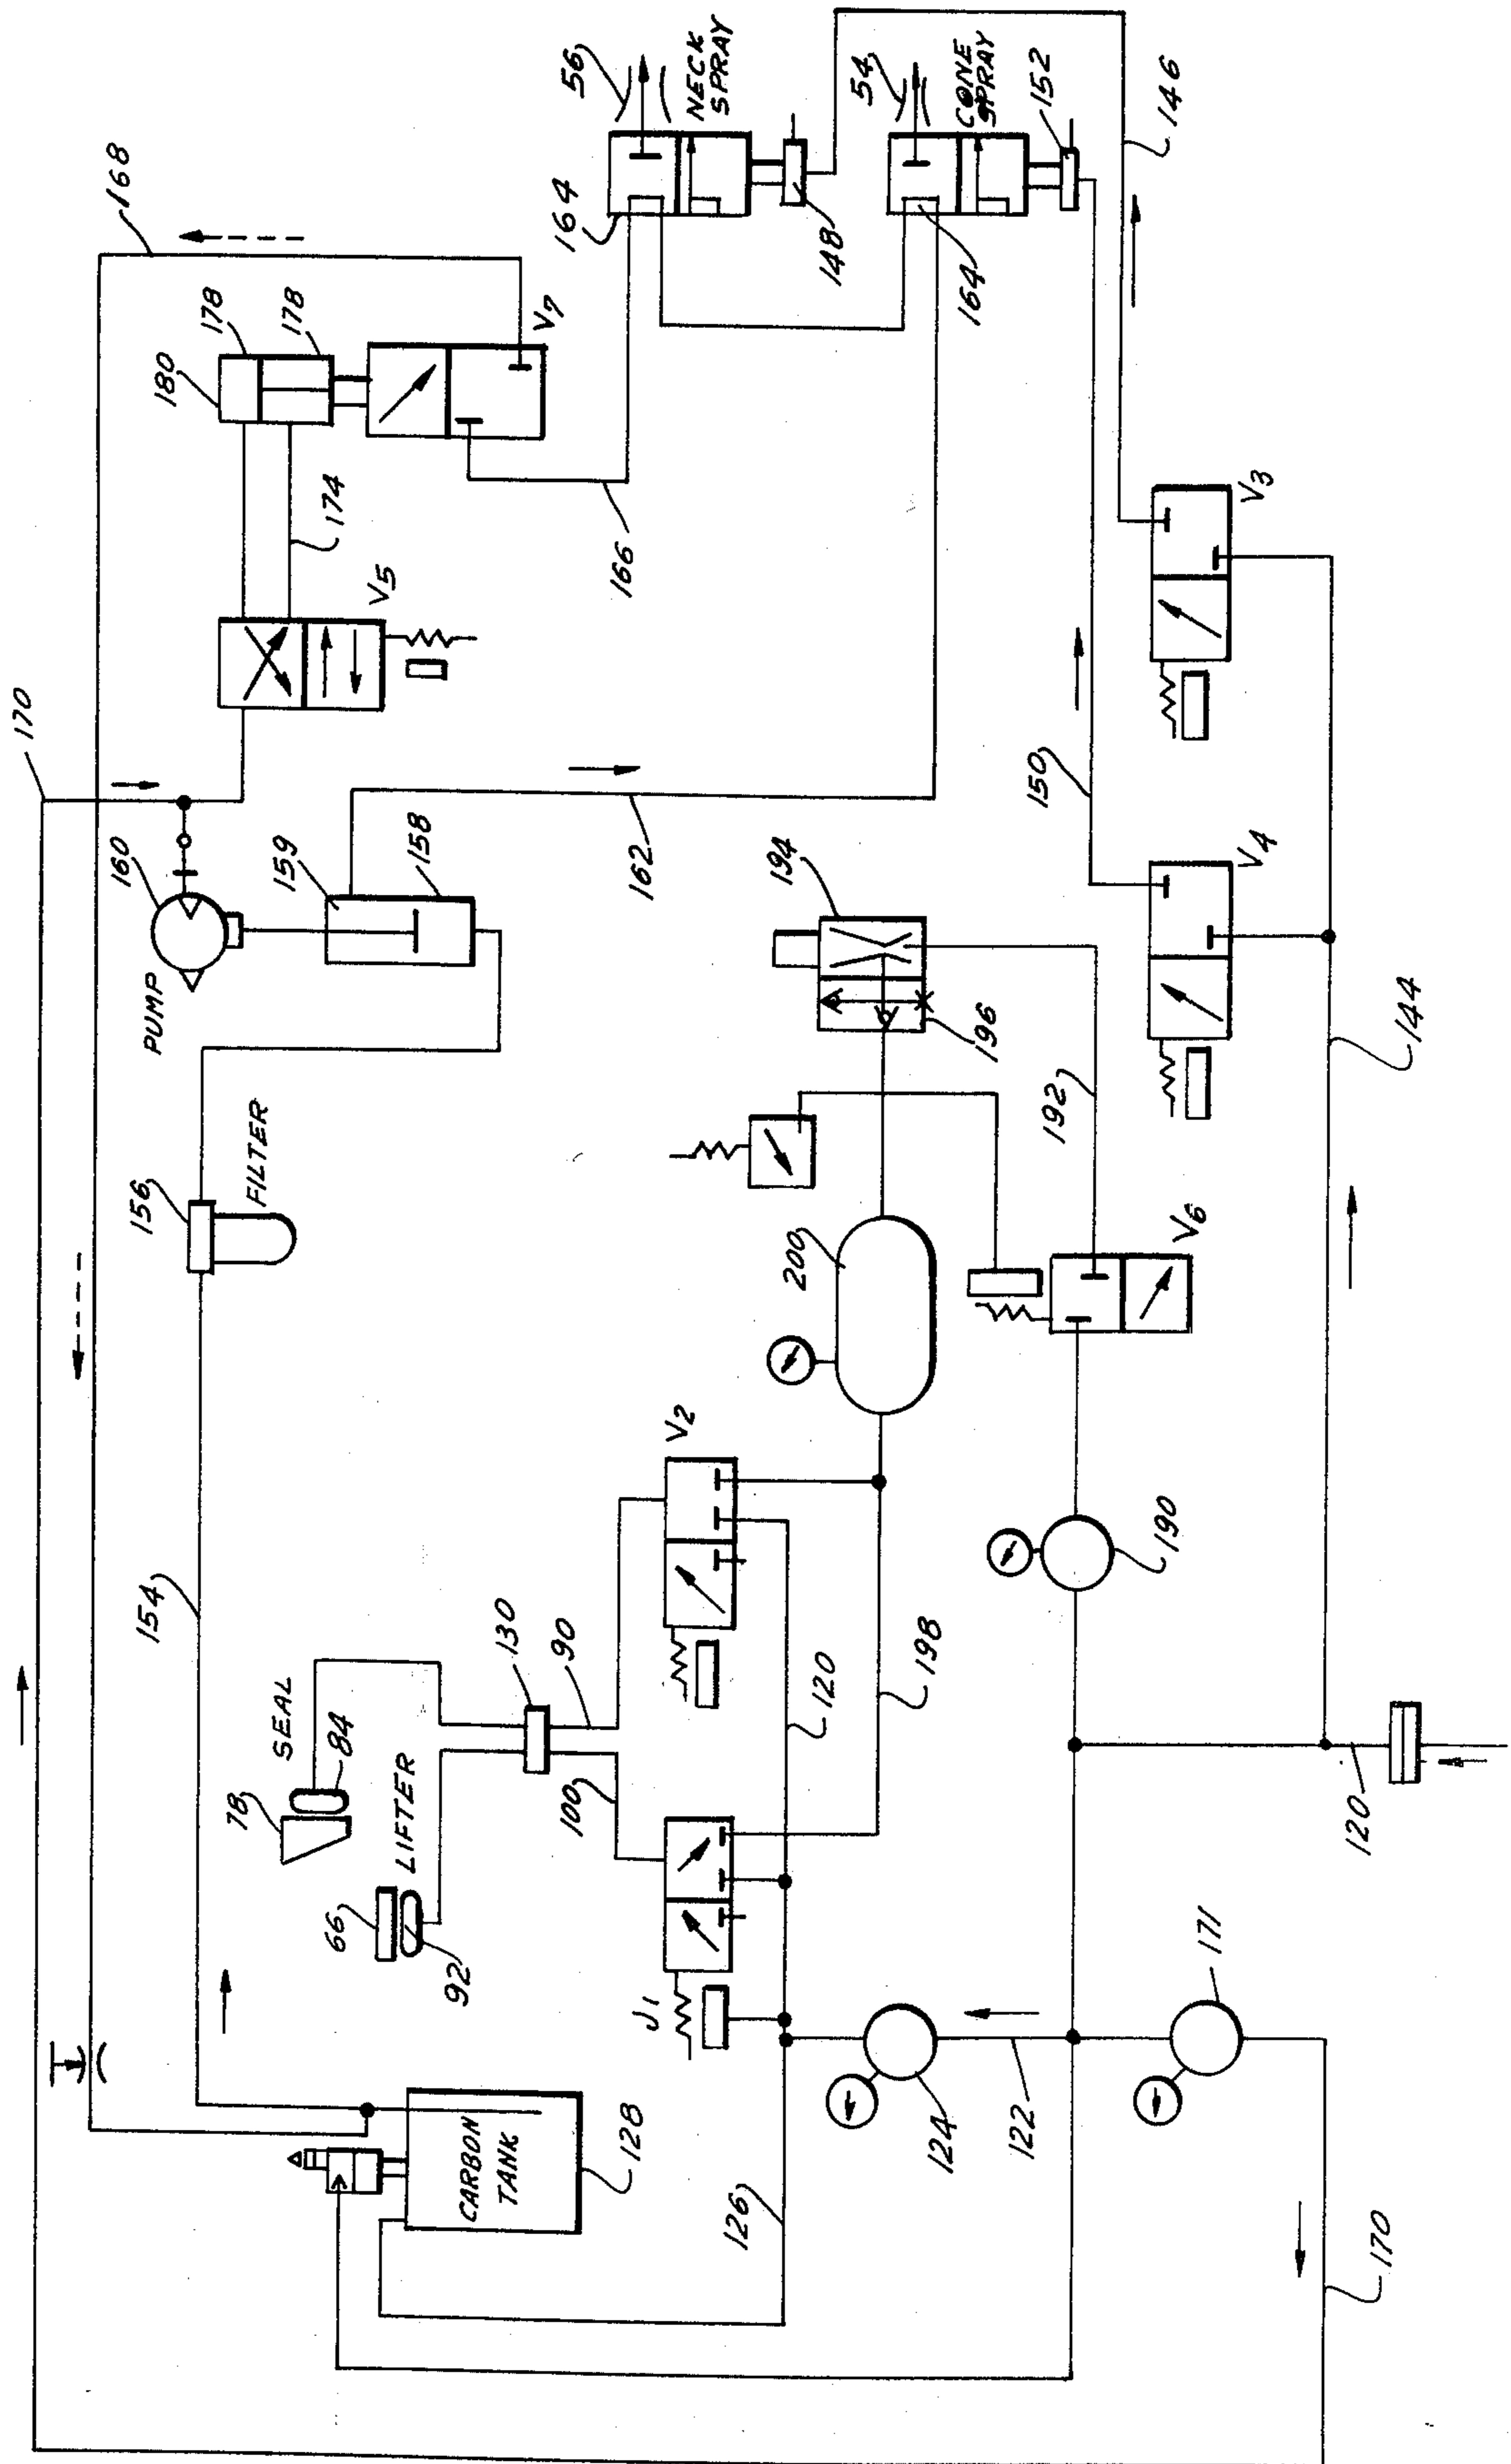 170
168
156
PUMP
160
154
180
178
178
FILTER
78
SEAL
159
66
84
174
LIFTER
158
V5
92
CARBON
TANK
130
V7
164
56
100
90
128
166
J1
V2
162
NECK
SPRAY
126
120
200
194
148
54
124
198
196
164
CONE
SPRAY
122
192
150
152
190
V6
V4
V3
146
171
120
144
170